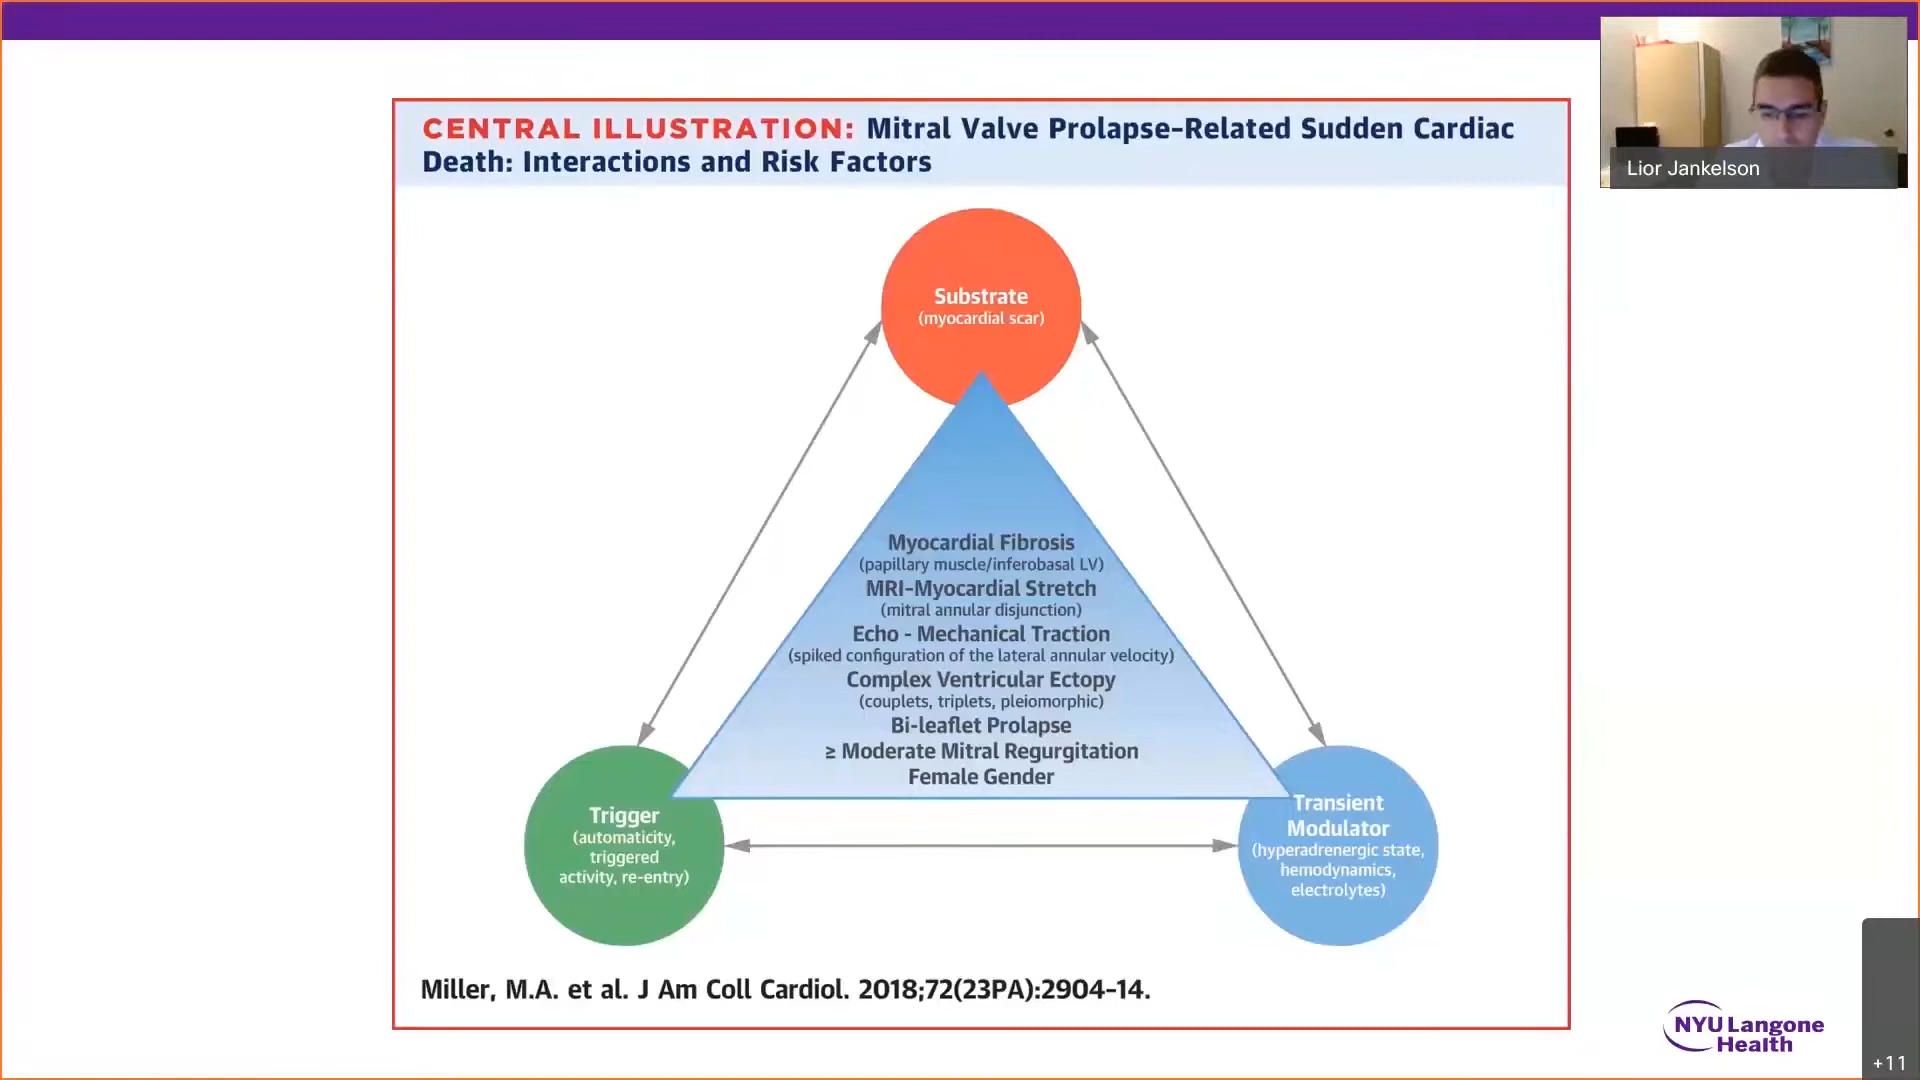 CENTRAL ILLUSTRATION: Mitral Valve Prolapse-Related Sudden Cardiac
Death: Interactions and Risk Factors
Lior Jankelson
Substrate
(myocardial scar)
Myocardial Fibrosis
(papillary muscle/inferobasal LV)
MRI-Myocardial Stretch
(mitral annular disjunction)
Echo - Mechanical Traction
(spiked configuration of the lateral annular velocity)
Complex Ventricular Ectopy
(couplets, triplets, pleiomorphic)
Bi-leaflet Prolapse
≥ Moderate Mitral Regurgitation
Female Gender
Trigger
(automaticity,
triggered
activity, re-entry)
Transient
Modulator
(hyperadrenergic state,
hemodynamics,
electrolytes)
Miller, M.A. et al. J Am Coll Cardiol. 2018;72(23PA):2904-14.
NYU Langone
Health
+11